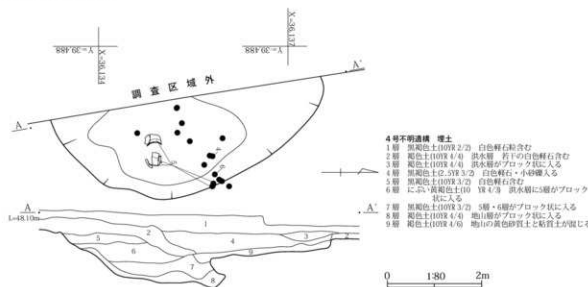 X=36.134
Y=-39.488
X=36.132
Y=-39.488
調査区域外
A
A'
A
A'
L=48.10m
1
2
3
2
4
5
6
7
8
9
4号不明遺構 埋土
1層 黒褐色土(10YR 2/2) 白色軽石粒含む
2層 褐色土(10YR 4/4) 洪水層 若干の白色軽石含む
3層 褐色土(10YR 4/4) 洪水層がブロック状に入る
4層 黒褐色土(2.5YR 3/2) 白色軽石・小砂礫入る
5層 黒褐色土(10YR 3/2) 白色軽石含む
6層 にぶい黄褐色土(10 YR 4/3) 洪水層に5層がブロック
状に入る
7層 黒褐色土(10YR 3/2) 5層・6層がブロック状に入る
8層 褐色土(10YR 4/4) 地山層がブロック状に入る
9層 褐色土(10YR 4/6) 地山の黄色砂質土と粘質土が混じる
0 1:80 2m